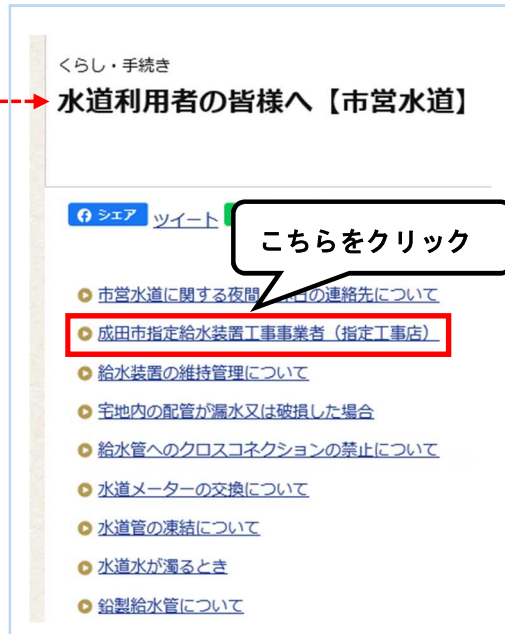 くらし・手続き
水道利用者の皆様へ【市営水道】
シェア ツイート
こちらをクリック
市営水道に関する夜間 日の連絡先について
成田市指定給水装置工事事業者（指定工事店）
給水装置の維持管理について
宅地内の配管が漏水又は破損した場合
給水管へのクロスコネクションの禁止について
水道メーターの交換について
水道管の凍結について
水道水が濁るとき
鉛製給水管について